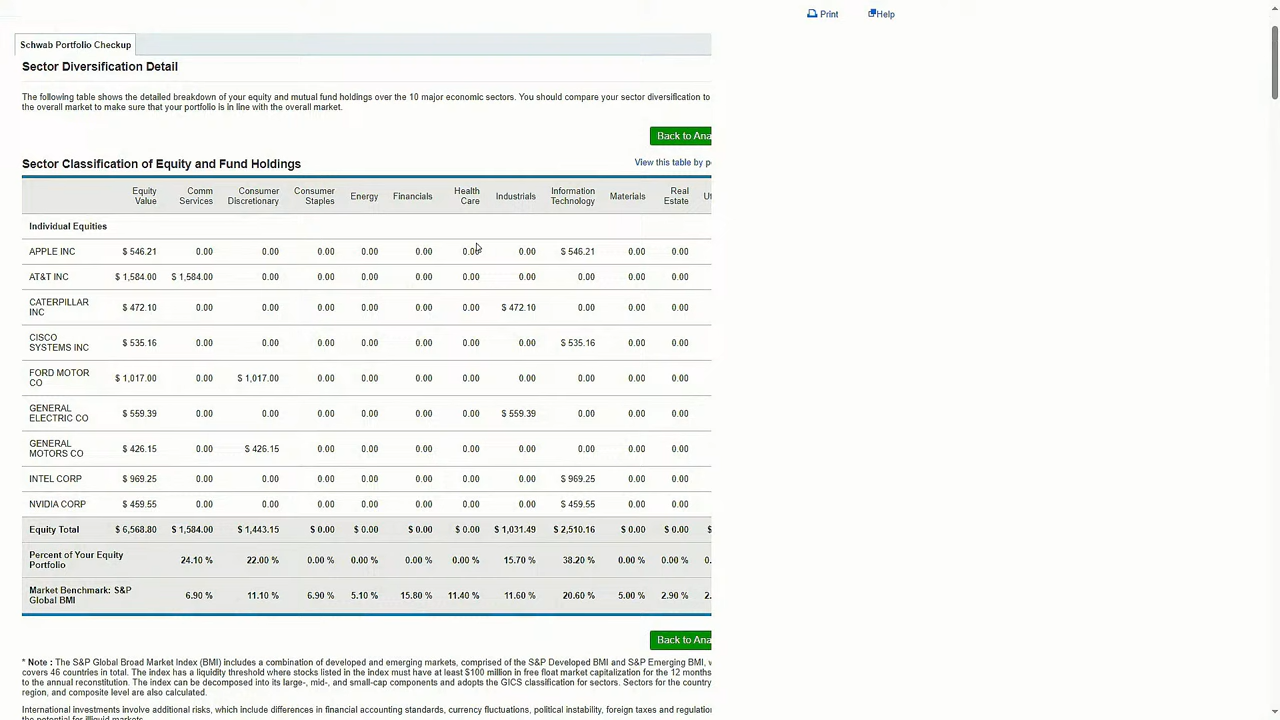 Print Help
Schwab Portfolio Checkup
Sector Diversification Detail
The following table shows the detailed breakdown of your equity and mutual fund holdings over the 10 major economic sectors. You should compare your sector diversification to
the overall market to make sure that your portfolio is in line with the overall market.
Back to Ana
Sector Classification of Equity and Fund Holdings
View this table by p
Equity Value Comm Services Consumer Discretionary Consumer Staples Energy Financials Health Care Industrials Information Technology Materials Real Estate Ut
Individual Equities
APPLE INC $ 546.21 0.00 0.00 0.00 0.00 0.00 0.00 0.00 $ 546.21 0.00 0.00
AT&T INC $ 1,584.00 $ 1,584.00 0.00 0.00 0.00 0.00 0.00 0.00 0.00 0.00 0.00
CATERPILLAR INC $ 472.10 0.00 0.00 0.00 0.00 0.00 0.00 $ 472.10 0.00 0.00 0.00
CISCO SYSTEMS INC $ 535.16 0.00 0.00 0.00 0.00 0.00 0.00 0.00 $ 535.16 0.00 0.00
FORD MOTOR CO $ 1,017.00 0.00 $ 1,017.00 0.00 0.00 0.00 0.00 0.00 0.00 0.00 0.00
GENERAL ELECTRIC CO $ 559.39 0.00 0.00 0.00 0.00 0.00 0.00 $ 559.39 0.00 0.00 0.00
GENERAL MOTORS CO $ 426.15 0.00 $ 426.15 0.00 0.00 0.00 0.00 0.00 0.00 0.00 0.00
INTEL CORP $ 969.25 0.00 0.00 0.00 0.00 0.00 0.00 0.00 $ 969.25 0.00 0.00
NVIDIA CORP $ 459.55 0.00 0.00 0.00 0.00 0.00 0.00 0.00 $ 459.55 0.00 0.00
Equity Total $ 6,568.80 $ 1,584.00 $ 1,443.15 $ 0.00 $ 0.00 $ 0.00 $ 0.00 $ 1,031.49 $ 2,510.16 $ 0.00 $ 0.00 $
Percent of Your Equity Portfolio 24.10 % 22.00 % 0.00 % 0.00 % 0.00 % 0.00 % 15.70 % 38.20 % 0.00 % 0.00 % 0.
Market Benchmark: S&P Global BMI 6.90 % 11.10 % 6.90 % 5.10 % 15.80 % 11.40 % 11.60 % 20.60 % 5.00 % 2.90 % 2.
Back to Ana
* Note : The S&P Global Broad Market Index (BMI) includes a combination of developed and emerging markets, comprised of the S&P Developed BMI and S&P Emerging BMI,
covers 46 countries in total. The index has a liquidity threshold where stocks listed in the index must have at least $100 million in free float market capitalization for the 12 months
to the annual reconstitution. The index can be decomposed into its large-, mid-, and small-cap components and adopts the GICS classification for sectors. Sectors for the country
region, and composite level are also calculated.
International investments involve additional risks, which include differences in financial accounting standards, currency fluctuations, political instability, foreign taxes and regulatio
the potential for illiquid markets.